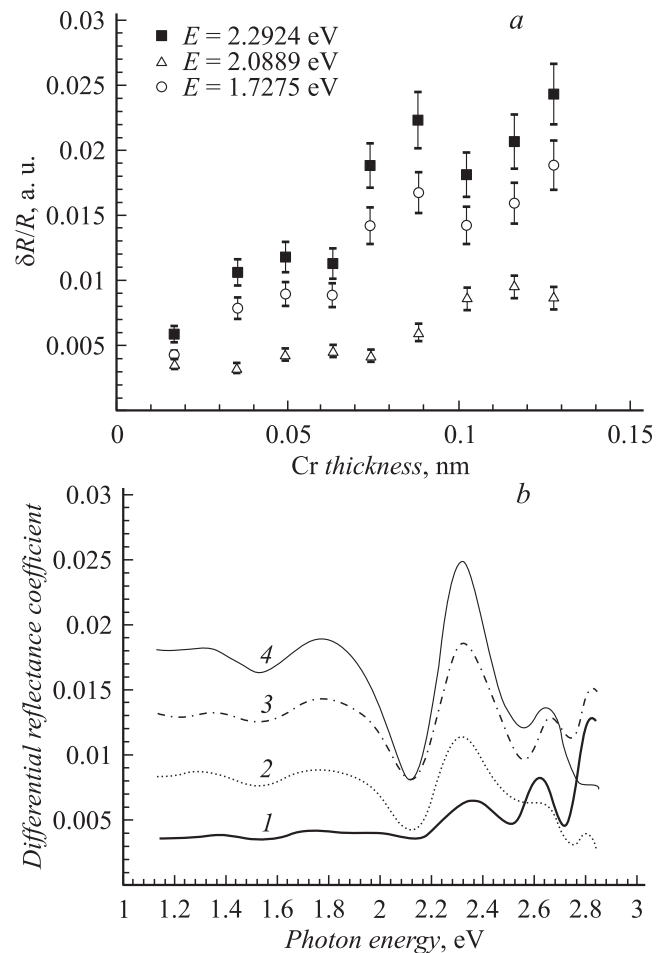 0.03
a
E = 2.2924 eV
E = 2.0889 eV
E = 1.7275 eV
0.025
0.02
0.015
0.01
0.005
δR/R, a. u.
0 0.05 0.1 0.15
Cr thickness, nm
0.03
b
0.025
0.02
4
0.015
3
0.01
2
0.005
1
Differential reflectance coefficient
1 1.2 1.4 1.6 1.8 2 2.2 2.4 2.6 2.8 3
Photon energy, eV